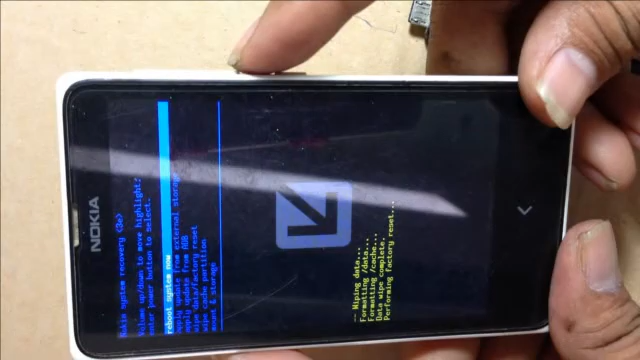 NOKIA
Nokia system recovery <3e>
Volume up/down to move highlight;
enter power button to select.
reboot system now
apply update from external storage
apply update from ADB
wipe data/factory reset
wipe cache partition
mount & storage
-- Wiping data...
Formatting /data...
Formatting /cache...
Data wipe complete.
Performing factory reset...